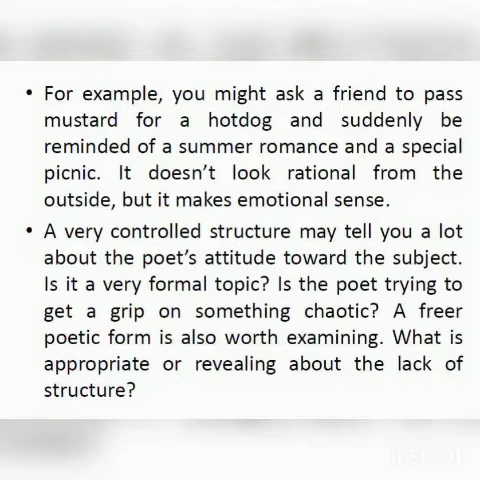 • For example, you might ask a friend to pass
mustard for a hotdog and suddenly be
reminded of a summer romance and a special
picnic. It doesn't look rational from the
outside, but it makes emotional sense.
• A very controlled structure may tell you a lot
about the poet's attitude toward the subject.
Is it a very formal topic? Is the poet trying to
get a grip on something chaotic? A freer
poetic form is also worth examining. What is
appropriate or revealing about the lack of
structure?